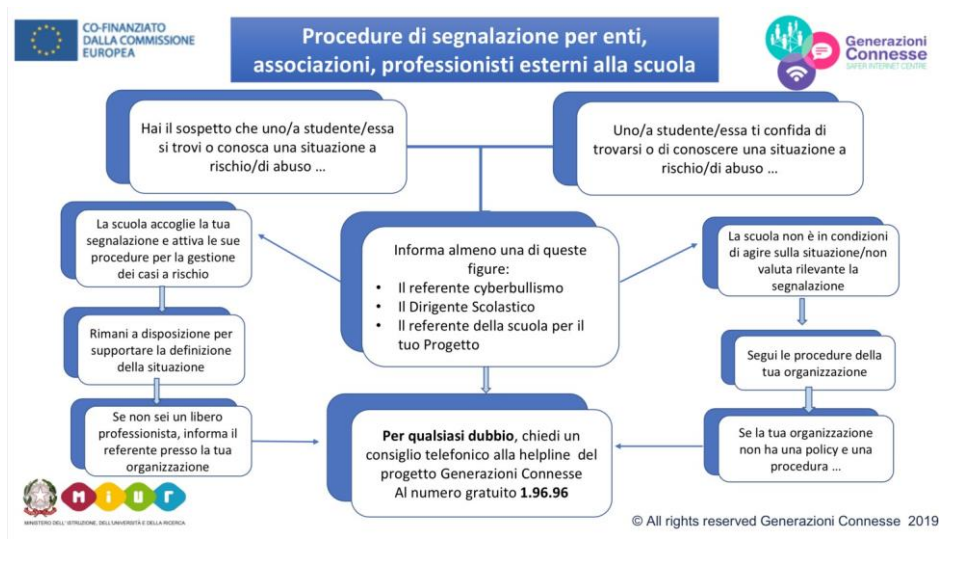 CO-FINANZIATO
DALLA COMMISSIONE
EUROPEA
Procedure di segnalazione per enti,
associazioni, professionisti esterni alla scuola
Generazioni
Connesse
SAFER INTERNET CENTRE
Hai il sospetto che uno/a studente/essa
si trovi o conosca una situazione a
rischio/di abuso ...
Uno/a studente/essa ti confida di
trovarsi o di conoscere una situazione a
rischio/di abuso ...
La scuola accoglie la tua
segnalazione e attiva le sue
procedure per la gestione
dei casi a rischio
Informa almeno una di queste
figure:
• Il referente cyberbullismo
• Il Dirigente Scolastico
• Il referente della scuola per il
tuo Progetto
La scuola non è in condizioni
di agire sulla situazione/non
valuta rilevante la
segnalazione
Rimani a disposizione per
supportare la definizione
della situazione
Segui le procedure della
tua organizzazione
Se non sei un libero
professionista, informa il
referente presso la tua
organizzazione
Per qualsiasi dubbio, chiedi un
consiglio telefonico alla helpline del
progetto Generazioni Connesse
Al numero gratuito 1.96.96
Se la tua organizzazione
non ha una policy e una
procedura ...
miur
MINISTERO DELL'ISTRUZIONE, DELL'UNIVERSITÀ E DELLA RICERCA
© All rights reserved Generazioni Connesse 2019